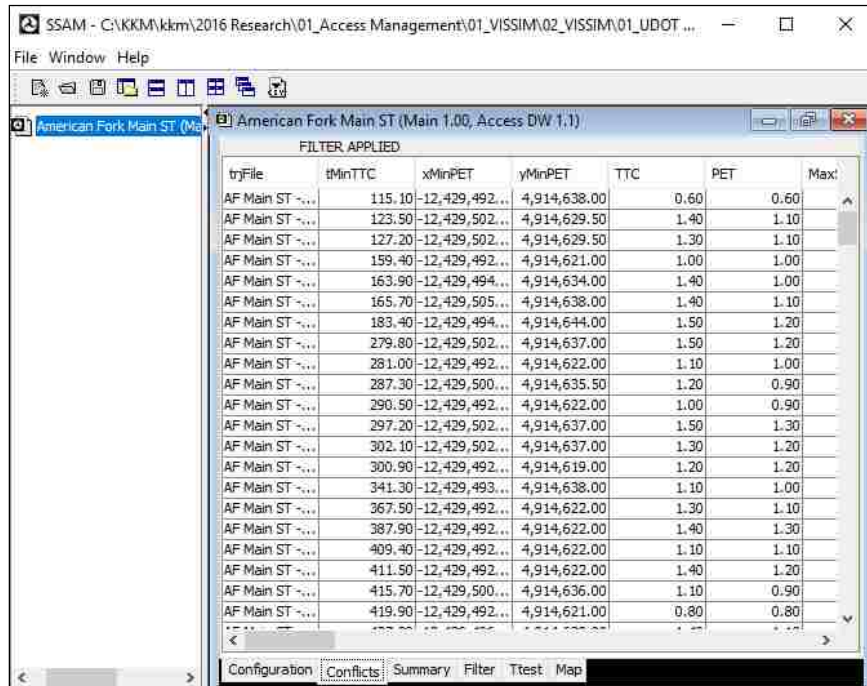 SSAM - C:\KKM\kkm\2016 Research\01_Access Management\01_VISSIM\02_VISSIM\01_UDOT ...
File Window Help
American Fork Main ST (Ma
American Fork Main ST (Main 1.00, Access DW 1.1)
FILTER APPLIED
trjFile tMinTTC xMinPET yMinPET TTC PET Max
AF Main ST -... 115.10 -12,429,492... 4,914,638.00 0.60 0.60
AF Main ST -... 123.50 -12,429,502... 4,914,629.50 1.40 1.10
AF Main ST -... 127.20 -12,429,502... 4,914,629.50 1.30 1.10
AF Main ST -... 159.40 -12,429,492... 4,914,621.00 1.00 1.00
AF Main ST -... 163.90 -12,429,494... 4,914,634.00 1.40 1.00
AF Main ST -... 165.70 -12,429,505... 4,914,638.00 1.40 1.10
AF Main ST -... 183.40 -12,429,494... 4,914,644.00 1.50 1.20
AF Main ST -... 279.80 -12,429,502... 4,914,637.00 1.50 1.20
AF Main ST -... 281.00 -12,429,492... 4,914,622.00 1.10 1.00
AF Main ST -... 287.30 -12,429,500... 4,914,635.50 1.20 0.90
AF Main ST -... 290.50 -12,429,492... 4,914,622.00 1.00 0.90
AF Main ST -... 297.20 -12,429,502... 4,914,637.00 1.50 1.30
AF Main ST -... 302.10 -12,429,502... 4,914,637.00 1.30 1.20
AF Main ST -... 300.90 -12,429,492... 4,914,619.00 1.20 1.20
AF Main ST -... 341.30 -12,429,493... 4,914,638.00 1.10 1.00
AF Main ST -... 367.50 -12,429,492... 4,914,622.00 1.30 1.10
AF Main ST -... 387.90 -12,429,492... 4,914,622.00 1.40 1.30
AF Main ST -... 409.40 -12,429,492... 4,914,622.00 1.10 1.10
AF Main ST -... 411.50 -12,429,492... 4,914,622.00 1.40 1.20
AF Main ST -... 415.70 -12,429,500... 4,914,636.00 1.10 0.90
AF Main ST -... 419.90 -12,429,492... 4,914,621.00 0.80 0.80
Configuration Conflicts Summary Filter Ttest Map